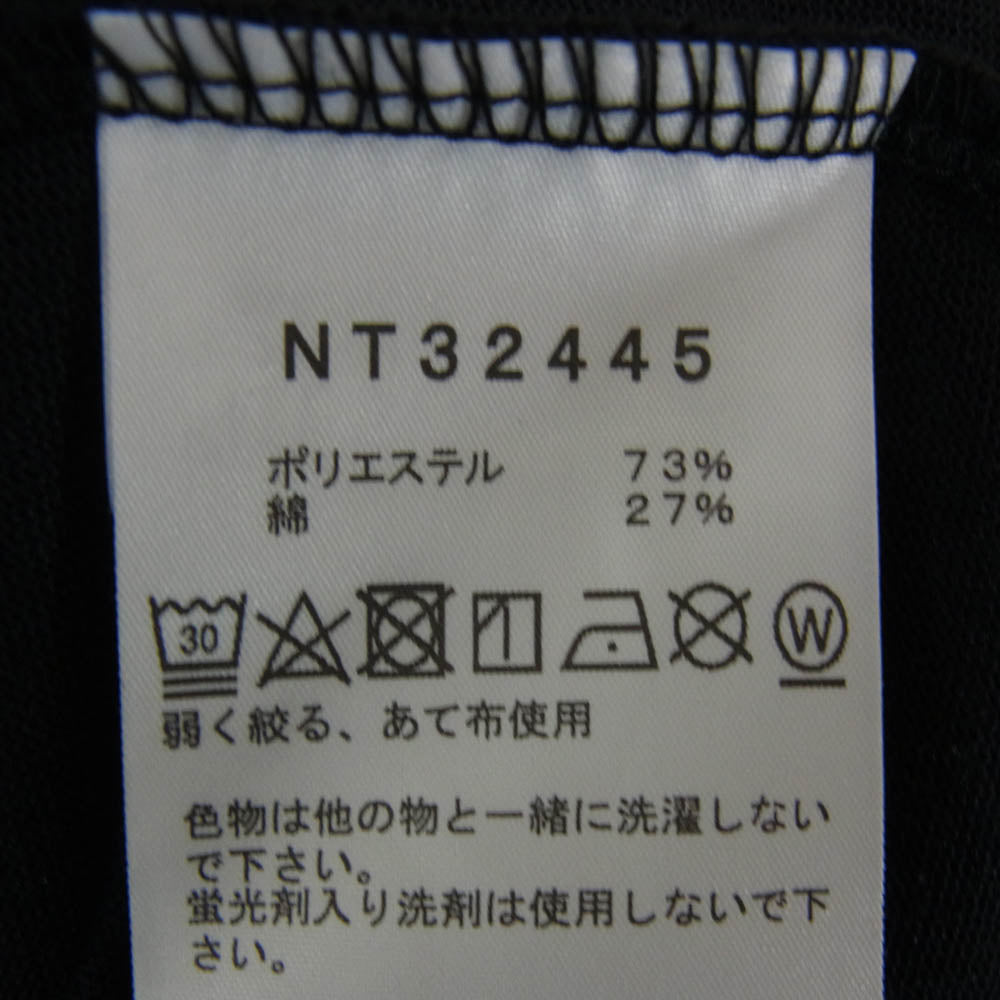 NT32445
ポリエステル 73%
綿 27%
30 W
弱く絞る、あて布使用
色物は他の物と一緒に洗濯しない
で下さい。
蛍光剤入り洗剤は使用しないで下
さい。